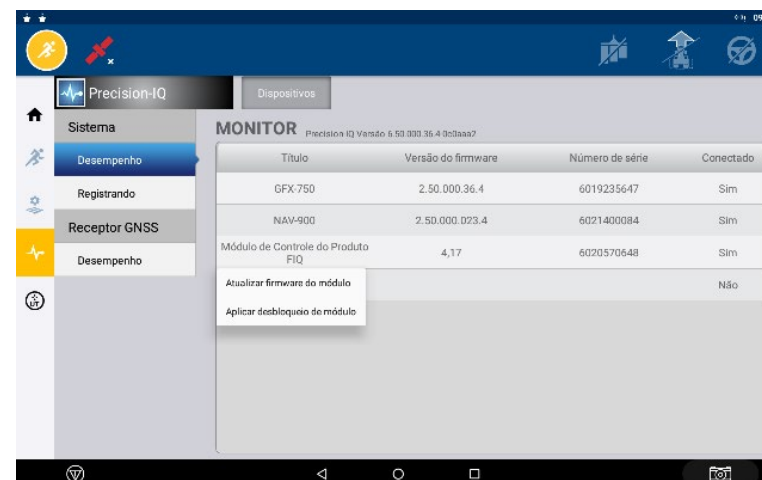 09
Precision-IQ
Dispositivos
Sistema
Desempenho
Registrando
Receptor GNSS
Desempenho
MONITOR Precision IQ Versão 6.50.000.36.4
Título Versão do firmware Número de série Conectado
GFX-750 2.50.000.36.4 6019235647 Sim
NAV-900 2.50.000.023.4 6021400084 Sim
Módulo de Controle do Produto
FIQ 4,17 6020570648 Sim
Não
Atualizar firmware do módulo
Aplicar desbloqueio de módulo
UT